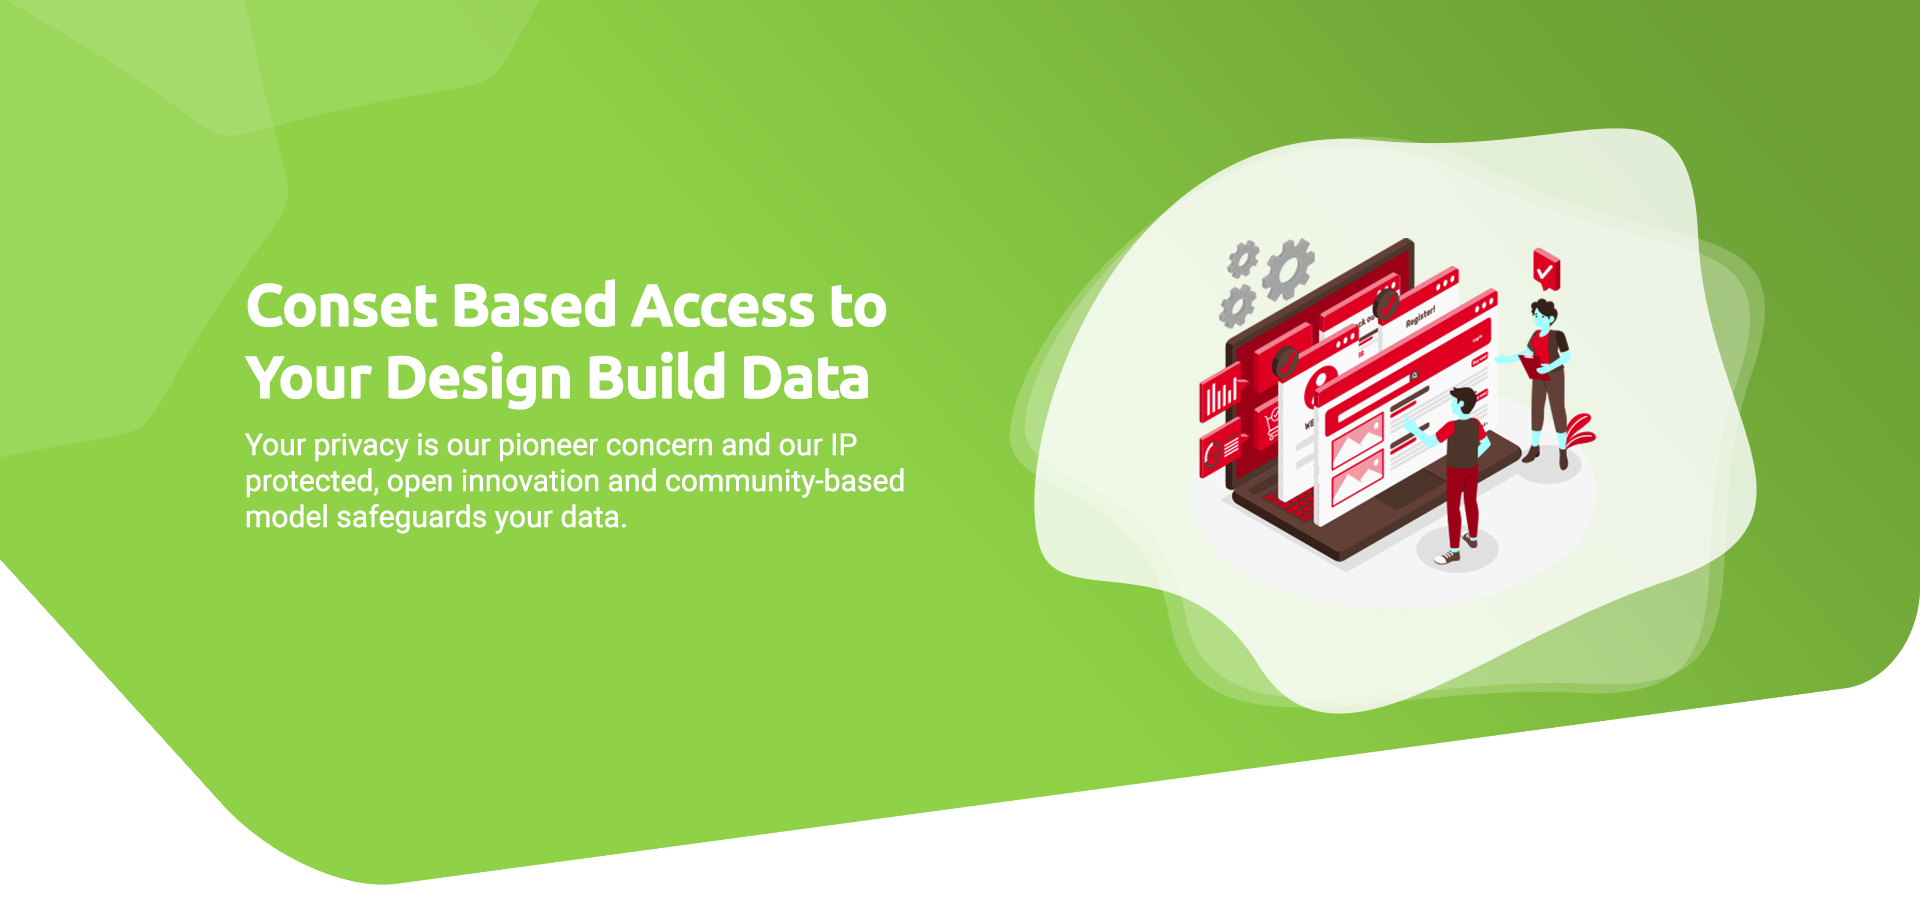 Conset Based Access to
Your Design Build Data
Your privacy is our pioneer concern and our IP
protected, open innovation and community-based
model safeguards your data.
Register!